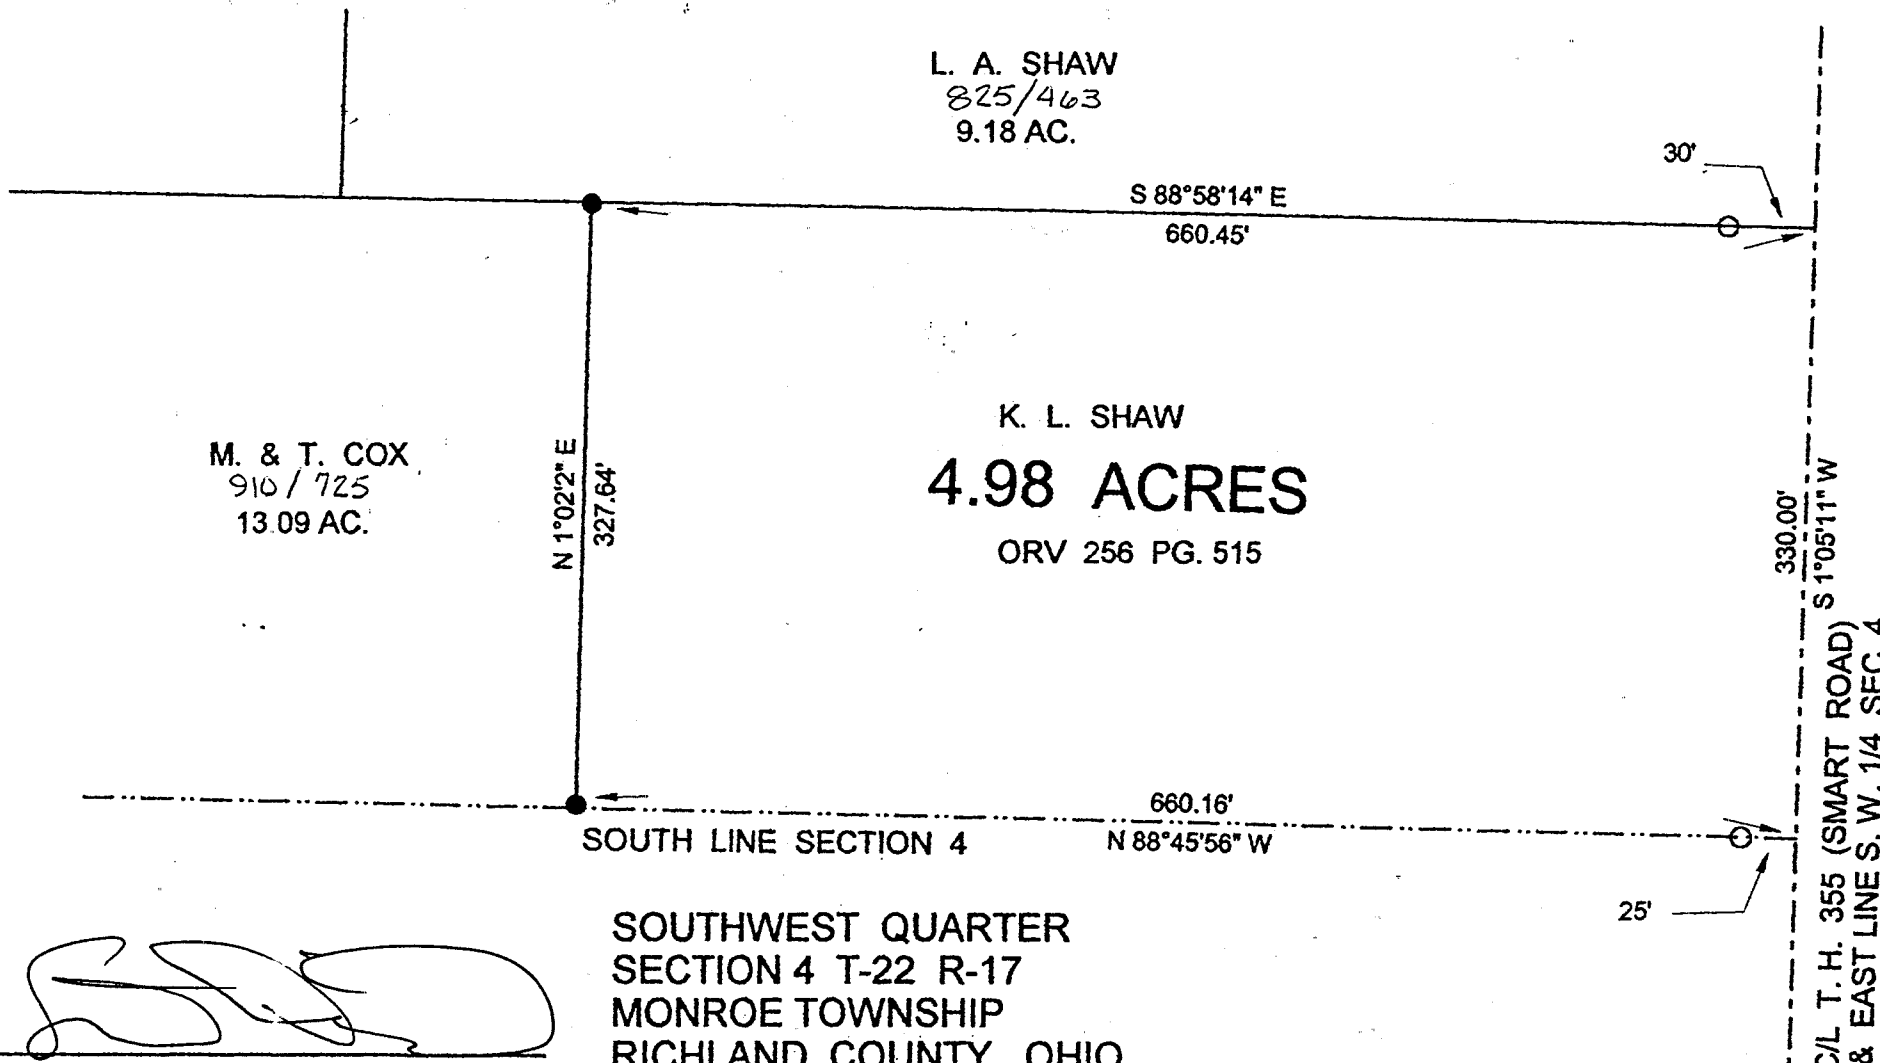 L. A. SHAW
825/463
9.18 AC.
30'
S 88°58'14" E
660.45'
K. L. SHAW
4.98 ACRES
ORV 256 PG. 515
M. & T. COX
910/725
13.09 AC.
N 1°02'2" E
327.64'
330.00'
S 1°05'11" W
660.16'
N 88°45'56" W
SOUTH LINE SECTION 4
25'
C/L T. H. 355 (SMART ROAD)
& EAST LINE S. W. 1/4 SEC. 4
SOUTHWEST QUARTER
SECTION 4 T-22 R-17
MONROE TOWNSHIP
RICHLAND COUNTY, OHIO